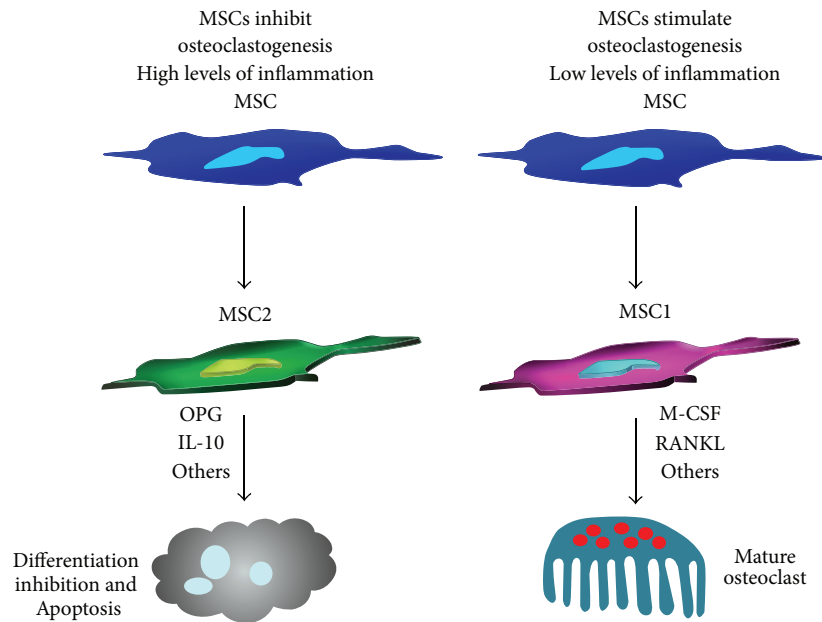 MSCs inhibit
osteoclastogenesis
High levels of inflammation
MSC
MSC2
OPG
IL-10
Others
Differentiation
inhibition and
Apoptosis
MSCs stimulate
osteoclastogenesis
Low levels of inflammation
MSC
MSC1
M-CSF
RANKL
Others
Mature
osteoclast